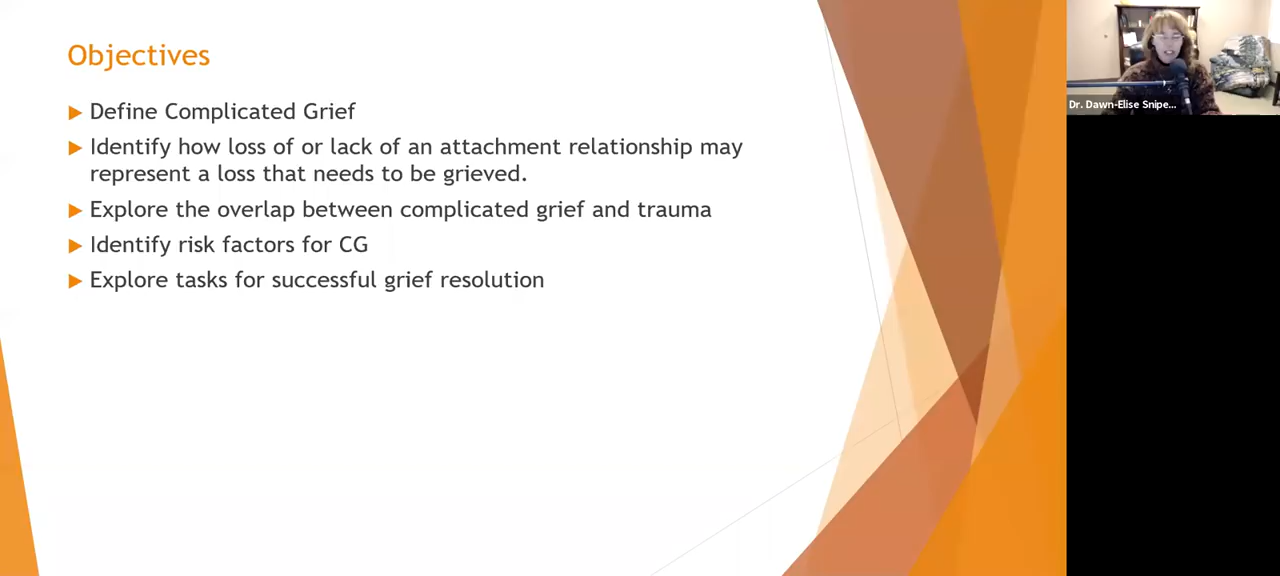 Objectives
Define Complicated Grief
Identify how loss of or lack of an attachment relationship may
represent a loss that needs to be grieved.
Explore the overlap between complicated grief and trauma
Identify risk factors for CG
Explore tasks for successful grief resolution
Dr. Dawn-Elise Snipe...